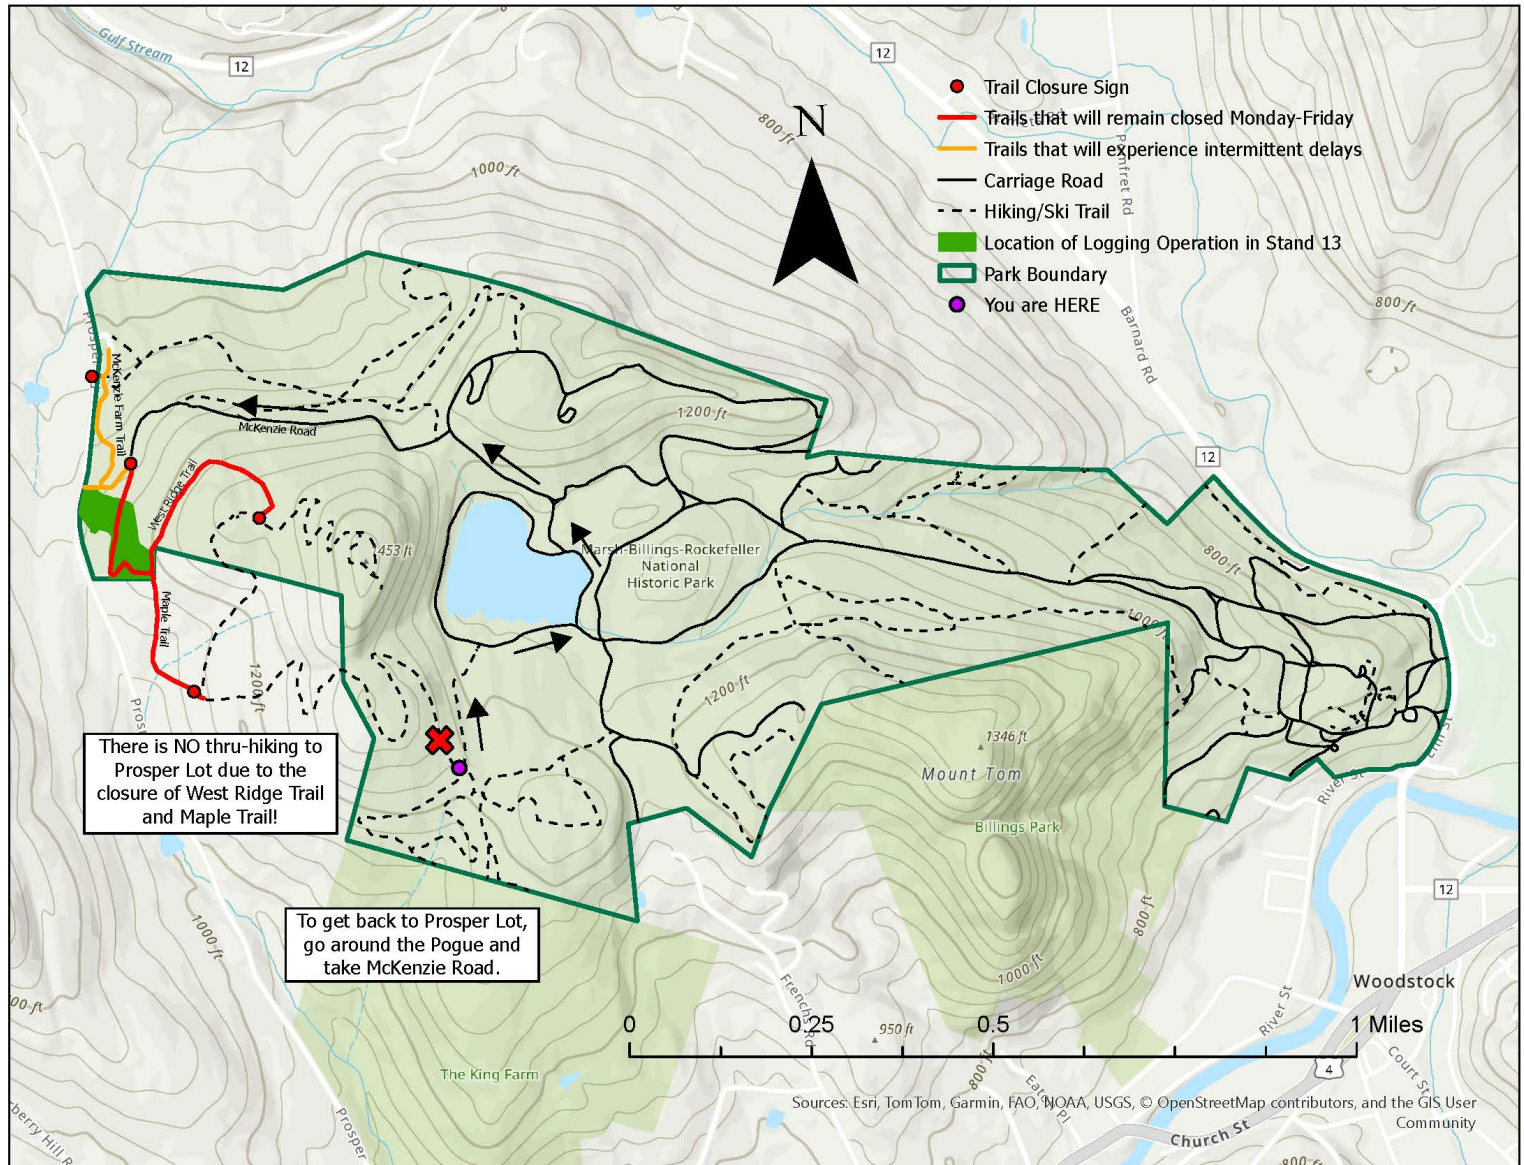 Gulf Stream
12
12
N
Trail Closure Sign
Trails that will remain closed Monday-Friday
Trails that will experience intermittent delays
Carriage Road
Hiking/Ski Trail
Location of Logging Operation in Stand 13
Park Boundary
You are HERE
800 ft
1000 ft
Pomfret Rd
800 ft
Barnard Rd
McKenzie Farm Trail
McKenzie Road
1200 ft
12
West Ridge Trail
1453 ft
Marsh-Billings-Rockefeller
National
Historic Park
800 ft
Maple Trail
1000 ft
1200 ft
1200 ft
There is NO thru-hiking to
Prosper Lot due to the
closure of West Ridge Trail
and Maple Trail!
1346 ft
Mount Tom
Billings Park
Elm St
River St
12
To get back to Prosper Lot,
go around the Pogue and
take McKenzie Road.
1000 ft
800 ft
1000 ft
Frenchs Rd
950 ft
Woodstock
River St
0 0.25 0.5 1 Miles
800 ft
4
Court St
The King Farm
Prosper
Sources: Esri, TomTom, Garmin, FAO, NOAA, USGS, © OpenStreetMap contributors, and the GIS User
Community
Church St
800 ft